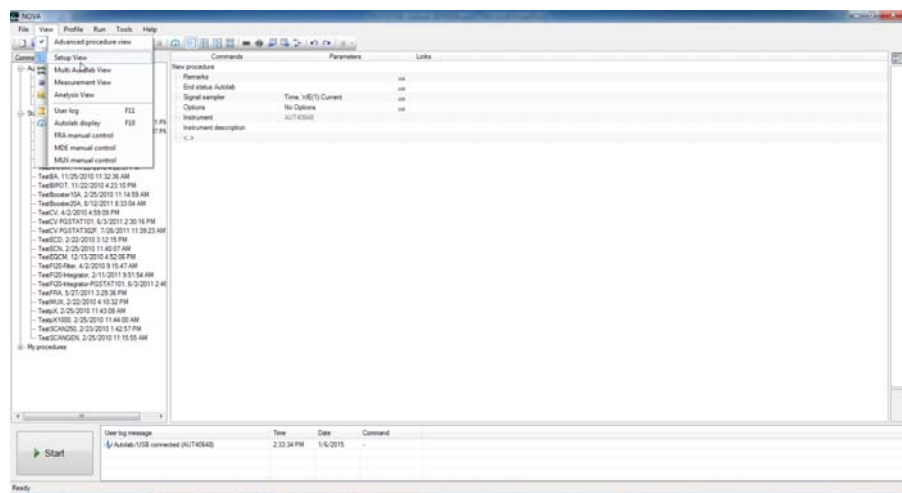 NOVA
File View Profile Run Tools Help
Advanced procedure view
Setup View
Multi Autolab View
Measurement View
Analysis View
User log F11
Autolab display F10
FRA manual control
MDE manual control
MUX manual control
Commands Parameters Links
New procedure
Remarks
End status Autolab
Signal sampler Time, WE(1).Current
Options No Options
Instrument AUT40648
Instrument description
<..>
TestBA, 11/25/2010 11:32:36 AM
TestBIPOT, 11/22/2010 4:23:10 PM
TestBooster10A, 2/25/2010 11:14:59 AM
TestBooster20A, 8/12/2011 8:33:04 AM
TestCV, 4/2/2010 4:59:09 PM
TestCV PGSTAT101, 6/3/2011 2:30:16 PM
TestCV PGSTAT302F, 7/26/2011 11:39:23 AM
TestECD, 2/22/2010 3:12:15 PM
TestECN, 2/25/2010 11:40:07 AM
TestEQCM, 12/13/2010 4:52:06 PM
TestFI20-Filter, 4/2/2010 9:15:47 AM
TestFI20-Integrator, 2/11/2011 9:51:54 AM
TestFI20-Integrator-PGSTAT101, 6/3/2011 2:4
TestFRA, 5/27/2011 3:29:36 PM
TestMUX, 2/22/2010 4:10:32 PM
TestpX, 2/25/2010 11:43:08 AM
TestpX1000, 2/25/2010 11:44:00 AM
TestSCAN250, 2/23/2010 1:42:57 PM
TestSCANGEN, 2/25/2010 11:15:55 AM
My procedures
Start
User log message Time Date Command
Autolab/USB connected (AUT40648) 2:33:34 PM 1/6/2015 -
Ready